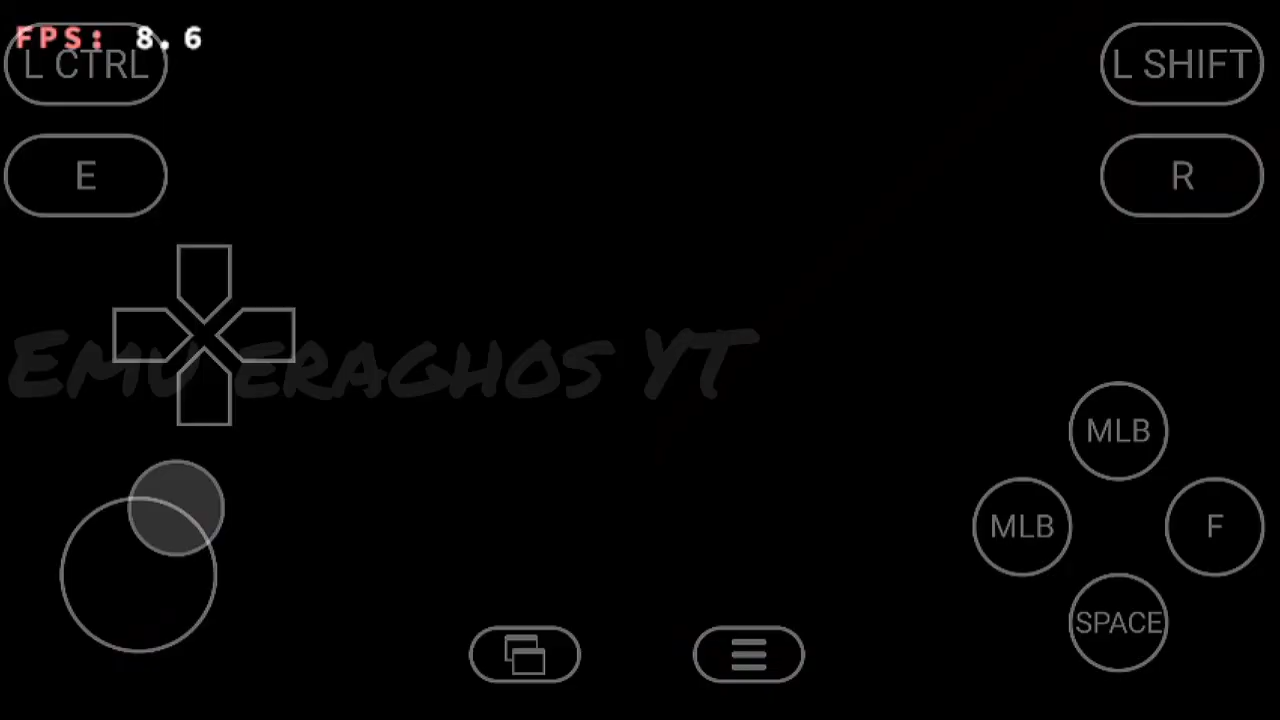 FPS: 8.6
L CTRL
L SHIFT
E
R
Emu eraghos YT
MLB
MLB
F
SPACE